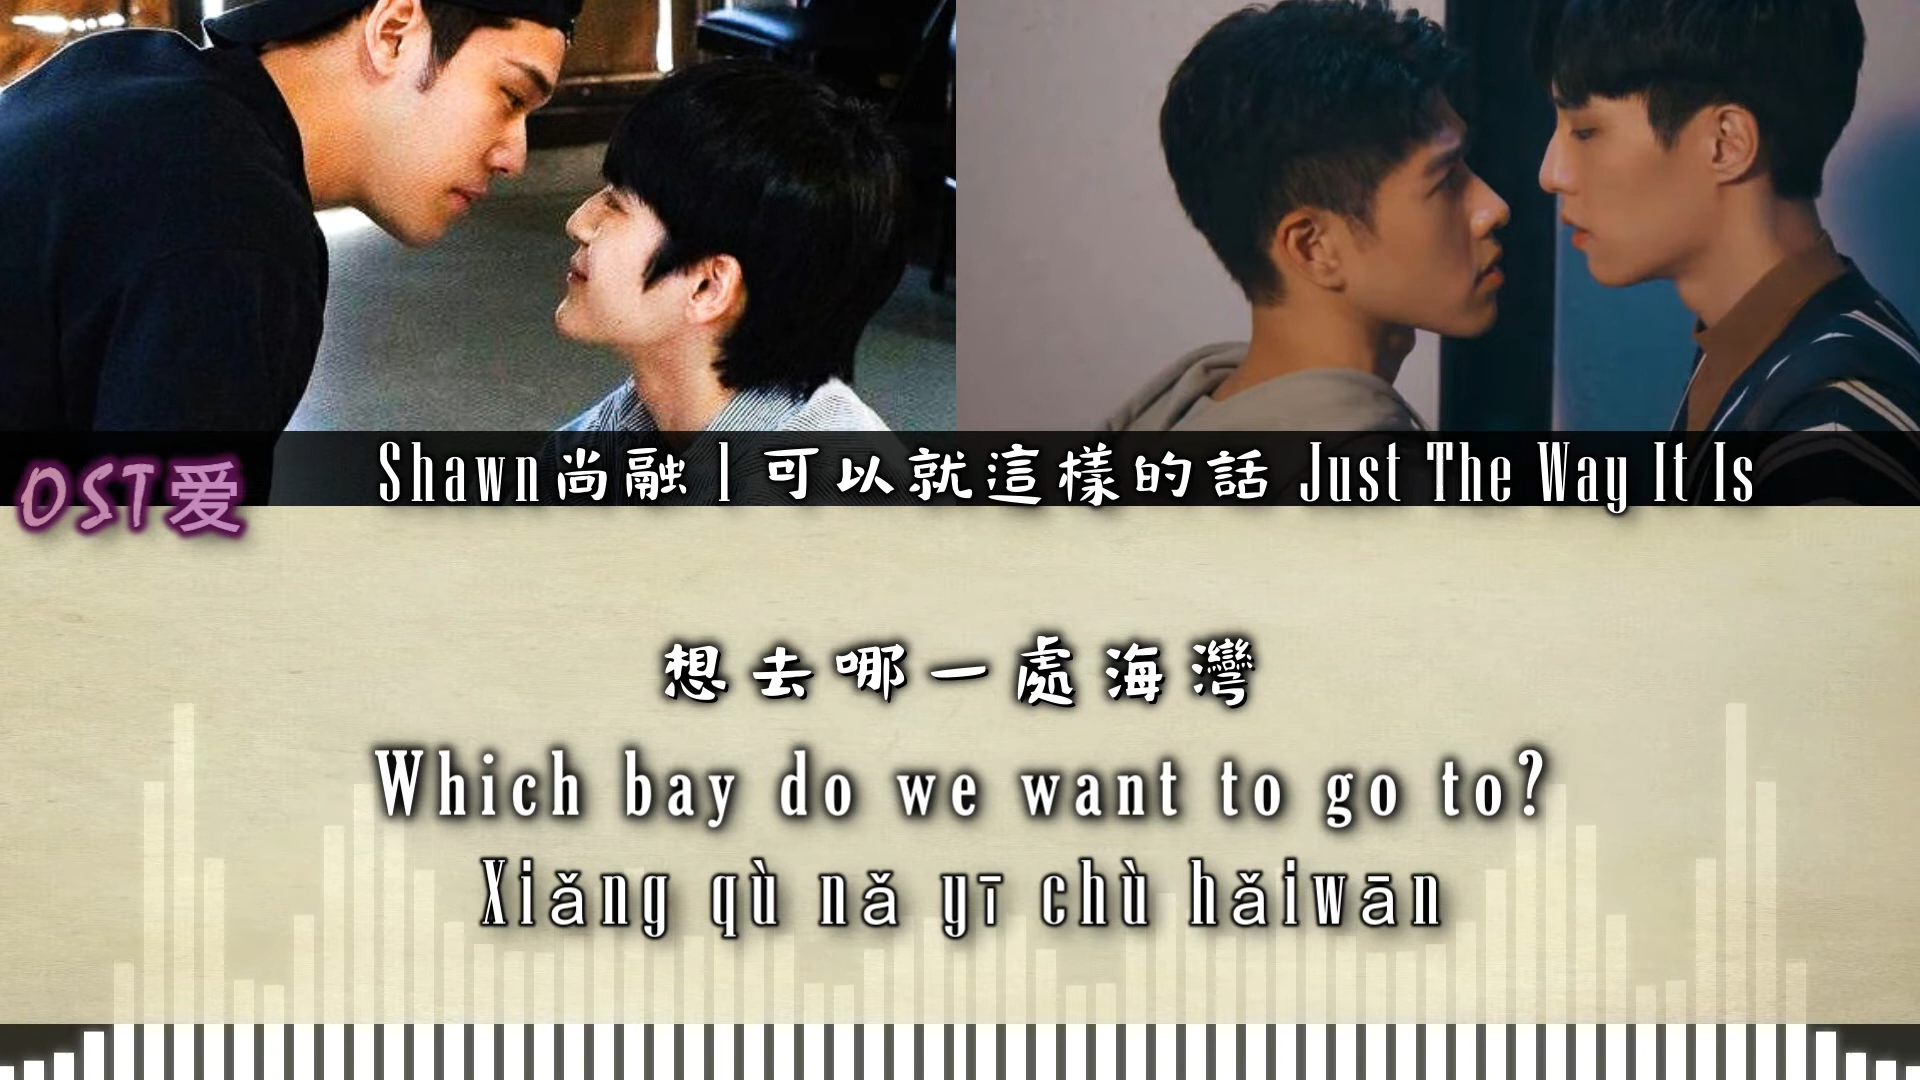 OST爱
Shawn尚融 | 可以就這樣的話 Just The Way It Is
想去哪一處海灣
Which bay do we want to go to?
Xiǎng qù nǎ yī chù hǎiwān